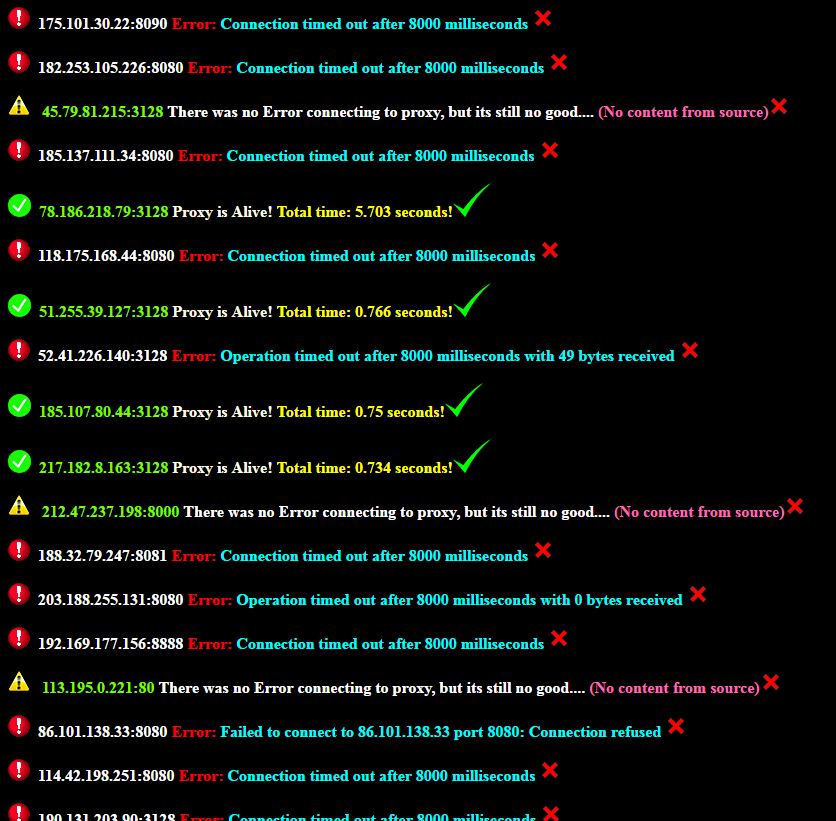 175.101.30.22:8090 Error: Connection timed out after 8000 milliseconds
182.253.105.226:8080 Error: Connection timed out after 8000 milliseconds
45.79.81.215:3128 There was no Error connecting to proxy, but its still no good.... (No content from source)
185.137.111.34:8080 Error: Connection timed out after 8000 milliseconds
78.186.218.79:3128 Proxy is Alive! Total time: 5.703 seconds!
118.175.168.44:8080 Error: Connection timed out after 8000 milliseconds
51.255.39.127:3128 Proxy is Alive! Total time: 0.766 seconds!
52.41.226.140:3128 Error: Operation timed out after 8000 milliseconds with 49 bytes received
185.107.80.44:3128 Proxy is Alive! Total time: 0.75 seconds!
217.182.8.163:3128 Proxy is Alive! Total time: 0.734 seconds!
212.47.237.198:8000 There was no Error connecting to proxy, but its still no good.... (No content from source)
188.32.79.247:8081 Error: Connection timed out after 8000 milliseconds
203.188.255.131:8080 Error: Operation timed out after 8000 milliseconds with 0 bytes received
192.169.177.156:8888 Error: Connection timed out after 8000 milliseconds
113.195.0.221:80 There was no Error connecting to proxy, but its still no good.... (No content from source)
86.101.138.33:8080 Error: Failed to connect to 86.101.138.33 port 8080: Connection refused
114.42.198.251:8080 Error: Connection timed out after 8000 milliseconds
190.131.203.90:3128 Error: Connection timed out after 8000 milliseconds